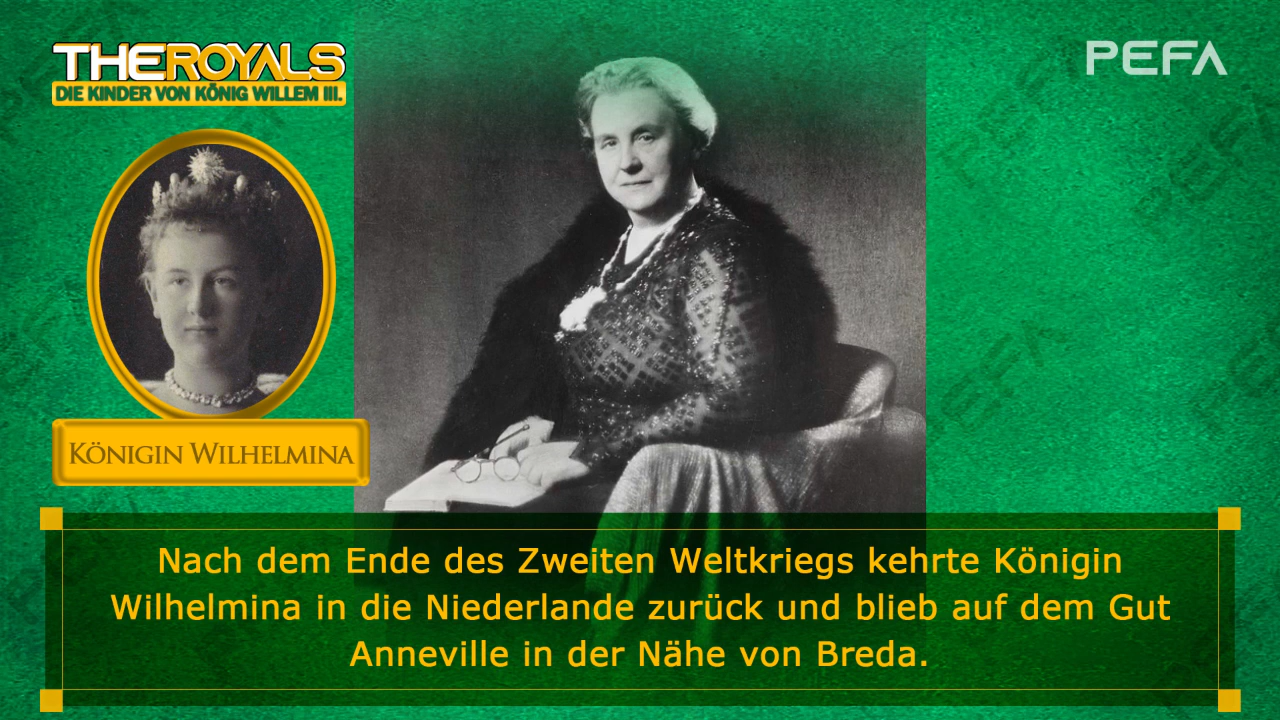 THEROYALS
DIE KINDER VON KÖNIG WILLEM III.
PEFA
KÖNIGIN WILHELMINA
Nach dem Ende des Zweiten Weltkriegs kehrte Königin
Wilhelmina in die Niederlande zurück und blieb auf dem Gut
Anneville in der Nähe von Breda.